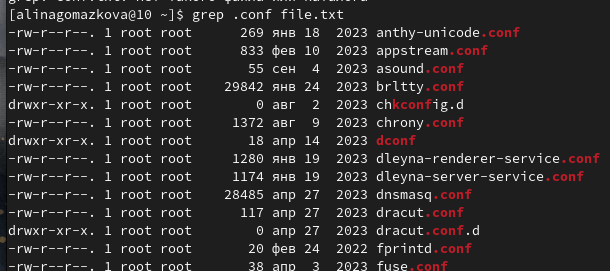 [alinagomazkova@10 ~]$ grep .conf file.txt
-rw-r--r--. 1 root root 269 янв 18 2023 anthy-unicode.conf
-rw-r--r--. 1 root root 833 фев 10 2023 appstream.conf
-rw-r--r--. 1 root root 55 сен 4 2023 asound.conf
-rw-r--r--. 1 root root 29842 янв 24 2023 brltty.conf
drwxr-xr-x. 1 root root 0 авг 2 2023 chkconfig.d
-rw-r--r--. 1 root root 1372 авг 9 2023 chrony.conf
drwxr-xr-x. 1 root root 18 апр 14 2023 dconf
-rw-r--r--. 1 root root 1280 янв 19 2023 dleyna-renderer-service.conf
-rw-r--r--. 1 root root 1174 янв 19 2023 dleyna-server-service.conf
-rw-r--r--. 1 root root 28485 апр 27 2023 dnsmasq.conf
-rw-r--r--. 1 root root 117 апр 27 2023 dracut.conf
drwxr-xr-x. 1 root root 0 апр 27 2023 dracut.conf.d
-rw-r--r--. 1 root root 20 фев 24 2022 fprintd.conf
-rw-r--r--. 1 root root 38 апр 3 2023 fuse.conf